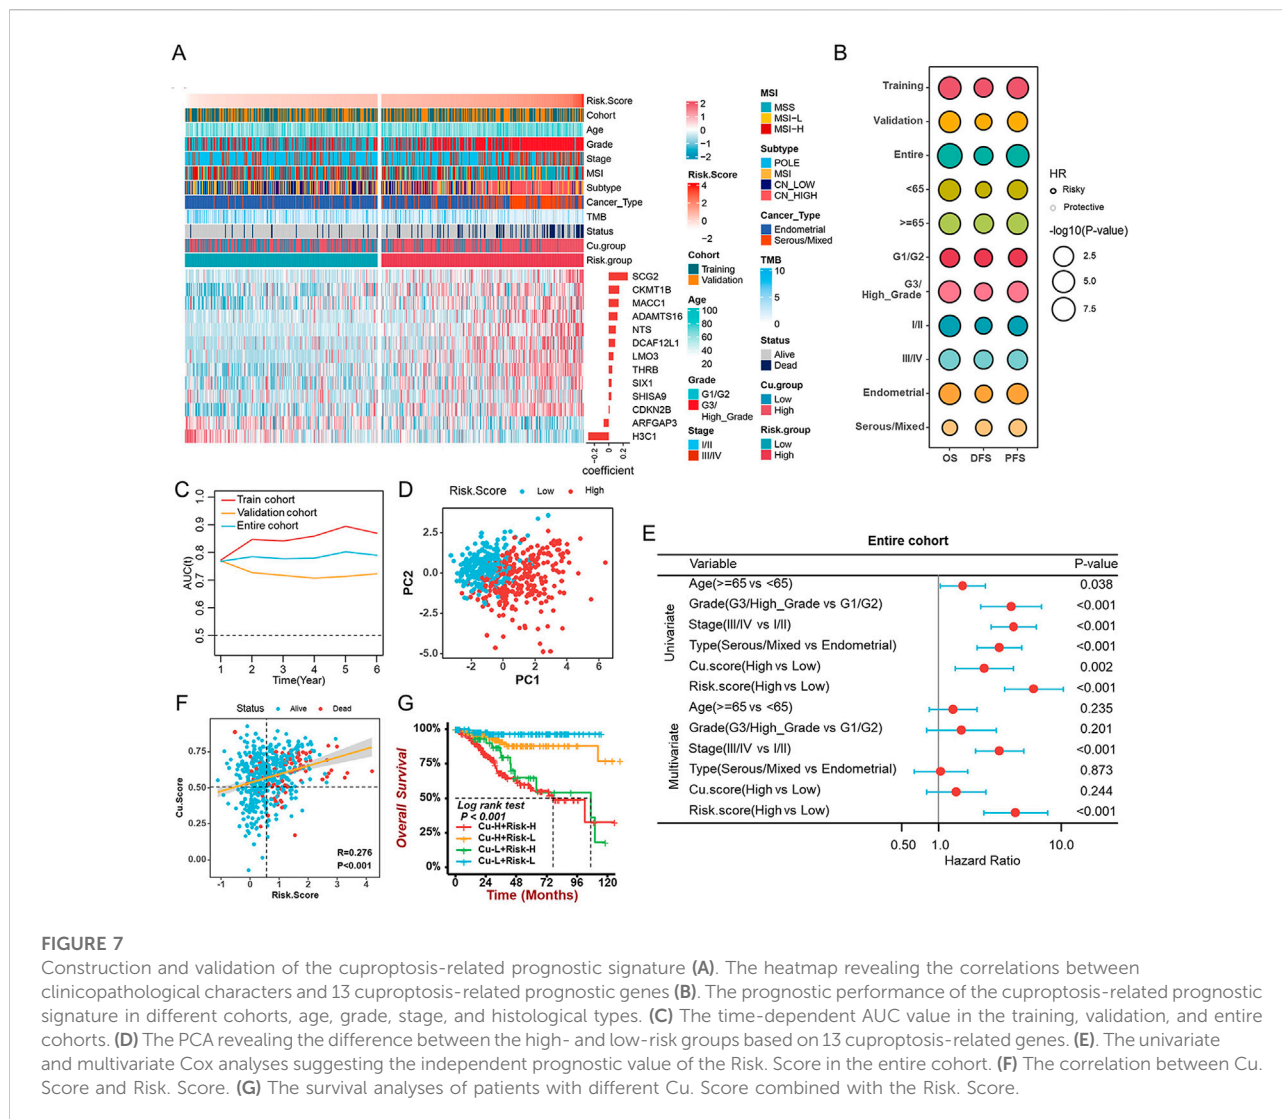 A
Risk.Score
Cohort
Age
Grade
Stage
MSI
Subtype
Cancer_Type
TMB
Status
Cu.group
Risk.group
SCG2
CKMT1B
MACC1
ADAMTS16
NTS
DCAF12L1
LMO3
THRB
SIX1
SHISA9
CDKN2B
ARFGAP3
H3C1
-0.2
0
0.2
coefficient
2
1
0
-1
-2
Risk.Score
4
2
0
-2
Cohort
Training
Validation
Age
100
80
60
40
20
Grade
G1/G2
G3/
High_Grade
Stage
I/II
III/IV
MSI
MSS
MSI-L
MSI-H
Subtype
POLE
MSI
CN_LOW
CN_HIGH
Cancer_Type
Endometrial
Serous/Mixed
TMB
10
5
0
Status
Alive
Dead
Cu.group
Low
High
Risk.group
Low
High
B
Training
Validation
Entire
<65
>=65
G1/G2
G3/
High_Grade
I/II
III/IV
Endometrial
Serous/Mixed
OS DFS PFS
HR
Risky
Protective
-log10(P-value)
2.5
5.0
7.5
C
Train cohort
Validation cohort
Entire cohort
AUC(t)
1.0
0.9
0.8
0.7
0.6
0.5
1 2 3 4 5 6
Time(Year)
D
Risk.Score Low High
PC2
2.5
0.0
-2.5
-5.0
-2 0 2 4 6
PC1
E
Entire cohort
Variable P-value
Univariate
Age(>=65 vs <65) 0.038
Grade(G3/High_Grade vs G1/G2) <0.001
Stage(III/IV vs I/II) <0.001
Type(Serous/Mixed vs Endometrial) <0.001
Cu.score(High vs Low) 0.002
Risk.score(High vs Low) <0.001
Multivariate
Age(>=65 vs <65) 0.235
Grade(G3/High_Grade vs G1/G2) 0.201
Stage(III/IV vs I/II) <0.001
Type(Serous/Mixed vs Endometrial) 0.873
Cu.score(High vs Low) 0.244
Risk.score(High vs Low) <0.001
0.50 1.0 10.0
Hazard Ratio
F
Status Alive Dead
Cu.Score
0.75
0.50
0.25
0.00
R=0.276
P<0.001
-1 0 1 2 3 4
Risk.Score
G
Overall Survival
100%
75%
50%
25%
0%
Log rank test
P < 0.001
Cu-H+Risk-H
Cu-H+Risk-L
Cu-L+Risk-H
Cu-L+Risk-L
0 24 48 72 96 120
Time (Months)
FIGURE 7
Construction and validation of the cuproptosis-related prognostic signature (A). The heatmap revealing the correlations between
clinicopathological characters and 13 cuproptosis-related prognostic genes (B). The prognostic performance of the cuproptosis-related prognostic
signature in different cohorts, age, grade, stage, and histological types. (C) The time-dependent AUC value in the training, validation, and entire
cohorts. (D) The PCA revealing the difference between the high- and low-risk groups based on 13 cuproptosis-related genes. (E). The univariate
and multivariate Cox analyses suggesting the independent prognostic value of the Risk. Score in the entire cohort. (F) The correlation between Cu.
Score and Risk. Score. (G) The survival analyses of patients with different Cu. Score combined with the Risk. Score.